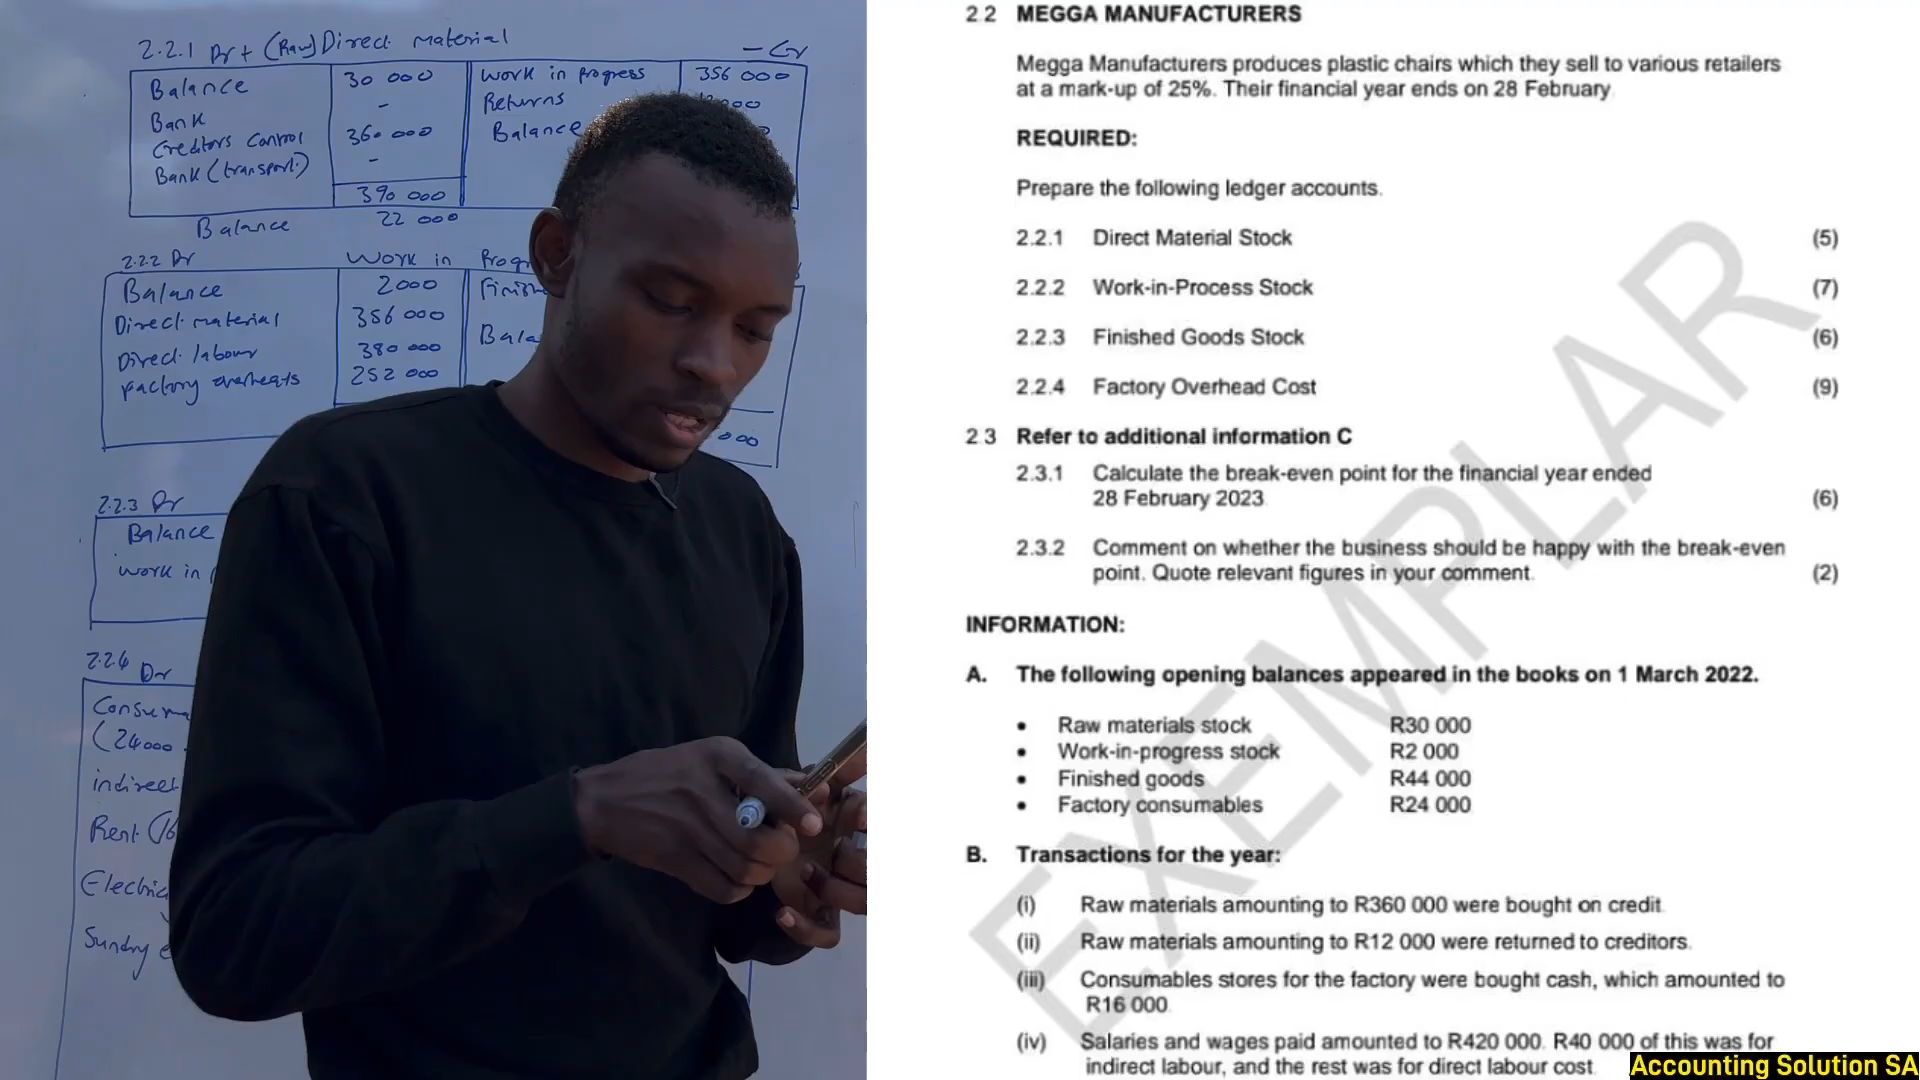 2.2.1 Dr + (Raw) Direct material - Cr
Balance 30 000 Work in progress 356 000
Bank - Returns
Creditors control 360 000 Balance
Bank (transport) -
390 000
Balance 22 000
2.2.2 Dr Work in
Balance 2000
Direct material 356 000
Direct labour 380 000
Factory overheats 252 000
000
2.2.3 Dr
Balance
work in
2.2.4 Dr
(24000
indirect
Rent (16
Sundry
2.2 MEGGA MANUFACTURERS
Megga Manufacturers produces plastic chairs which they sell to various retailers
at a mark-up of 25%. Their financial year ends on 28 February
REQUIRED:
Prepare the following ledger accounts.
2.2.1 Direct Material Stock (5)
2.2.2 Work-in-Process Stock (7)
2.2.3 Finished Goods Stock (6)
2.2.4 Factory Overhead Cost (9)
2.3 Refer to additional information C
2.3.1 Calculate the break-even point for the financial year ended
28 February 2023 (6)
2.3.2 Comment on whether the business should be happy with the break-even
point. Quote relevant figures in your comment. (2)
INFORMATION:
A. The following opening balances appeared in the books on 1 March 2022.
• Raw materials stock R30 000
• Work-in-progress stock R2 000
• Finished goods R44 000
• Factory consumables R24 000
B. Transactions for the year:
(i) Raw materials amounting to R360 000 were bought on credit
(ii) Raw materials amounting to R12 000 were returned to creditors.
(iii) Consumables stores for the factory were bought cash, which amounted to
R16 000
(iv) Salaries and wages paid amounted to R420 000. R40 000 of this was for
indirect labour, and the rest was for direct labour cost
EXEMPLAR
Accounting Solution SA